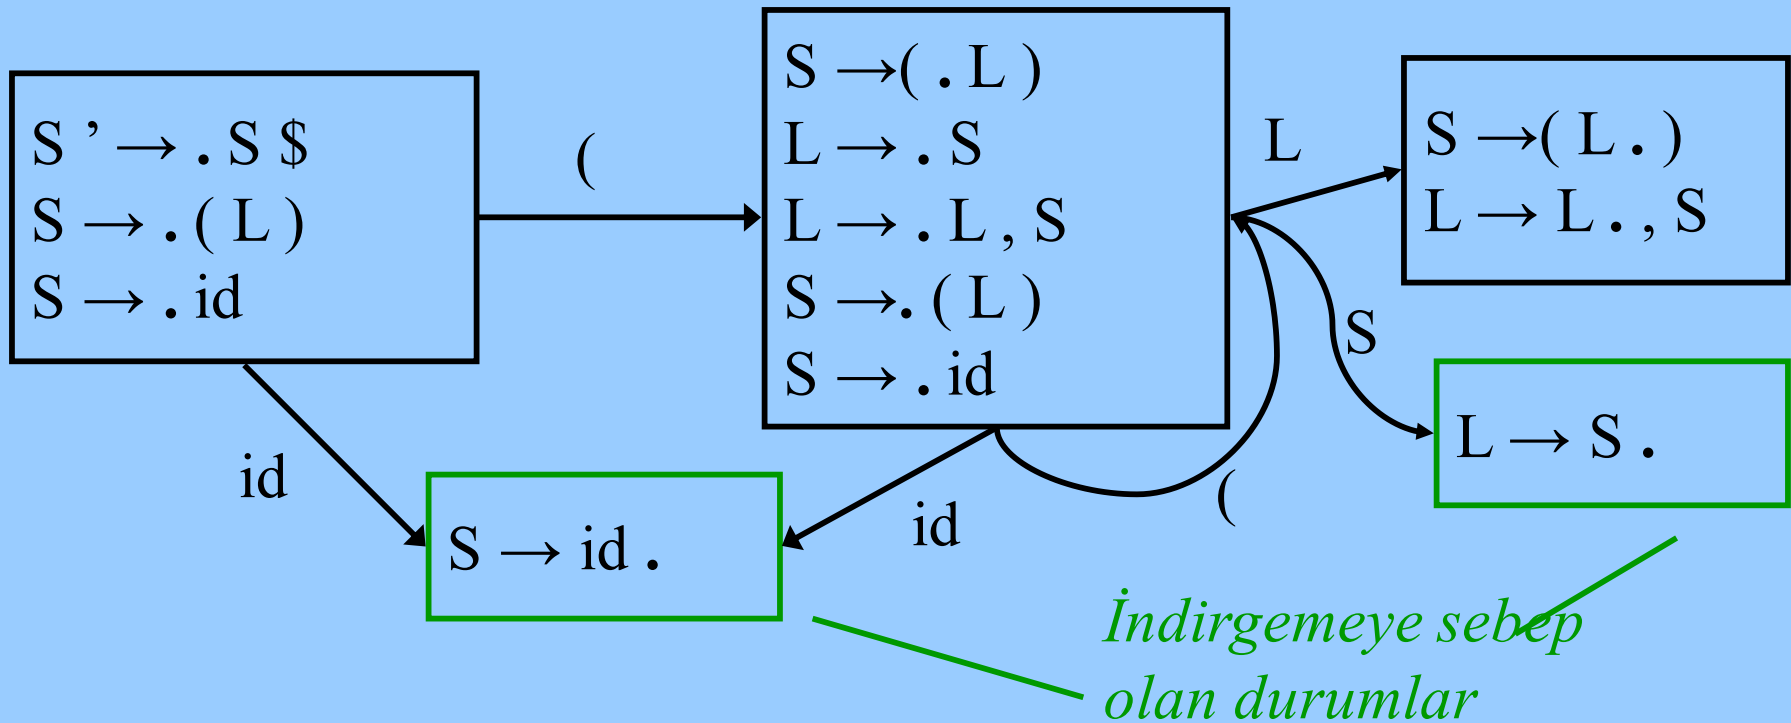 S ’ → . S $
S → . ( L )
S → . id
(
id
S → ( . L )
L → . S
L → . L , S
S → . ( L )
S → . id
L
S → ( L . )
L → L . , S
S
L → S .
(
id
S → id .
İndirgemeye sebep
olan durumlar